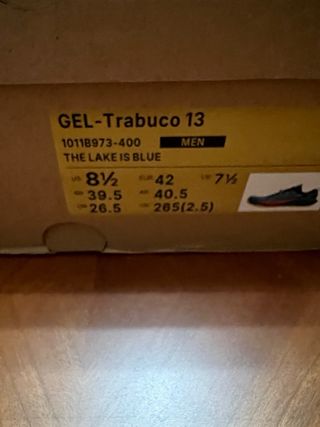 GEL-Trabuco 13
1011B973-400 MEN
THE LAKE IS BLUE
US 8½ EUR 42 UK 7½
39.5 40.5
CM 26.5 265(2.5)